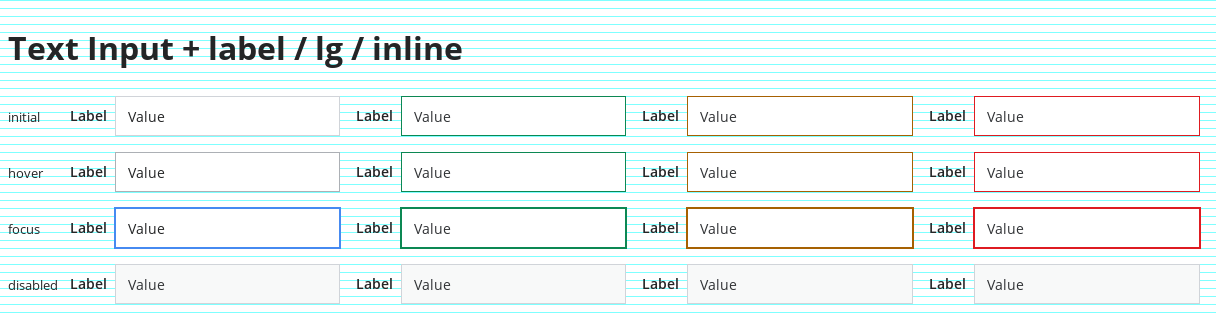 Text Input + label / lg / inline
initial Label Value Label Value Label Value Label Value
hover Label Value Label Value Label Value Label Value
focus Label Value Label Value Label Value Label Value
disabled Label Value Label Value Label Value Label Value